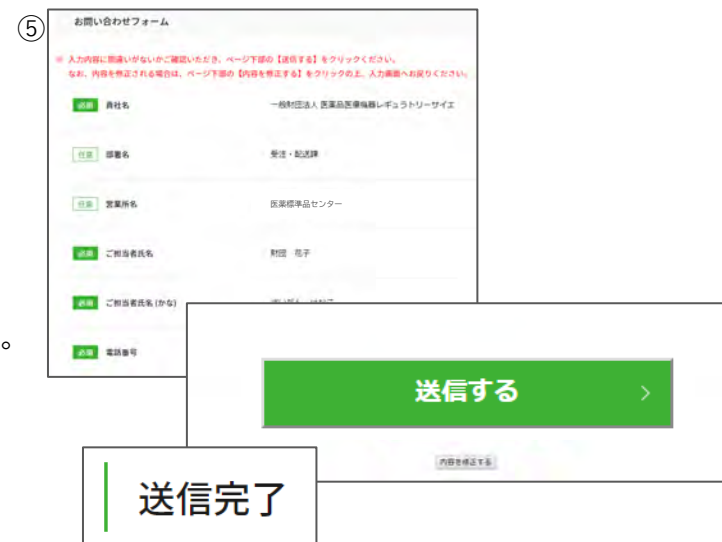 ⑤
お問い合わせフォーム
※ 入力内容に間違いがないかご確認いただき、ページ下部の【送信する】をクリックください。
なお、内容を修正される場合は、ページ下部の【内容を修正する】をクリックの上、入力画面へお戻りください。
必須 貴社名 一般財団法人 医薬品医療機器レギュラトリーサイエ
任意 部署名 受注・配送課
任意 営業所名 医薬標準品センター
必須 ご担当者氏名 財団 花子
必須 ご担当者氏名 (かな)
。
必須 電話番号
送信する
内容を修正する
送信完了